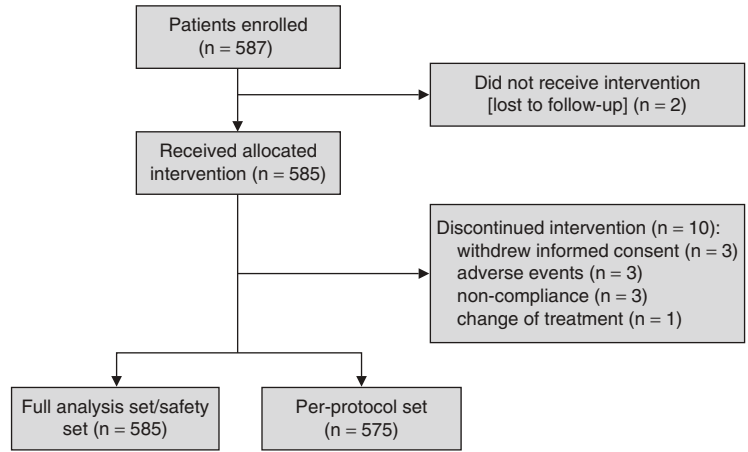 Patients enrolled
(n = 587)
Did not receive intervention
[lost to follow-up] (n = 2)
Received allocated
intervention (n = 585)
Discontinued intervention (n = 10):
withdrew informed consent (n = 3)
adverse events (n = 3)
non-compliance (n = 3)
change of treatment (n = 1)
Full analysis set/safety
set (n = 585)
Per-protocol set
(n = 575)